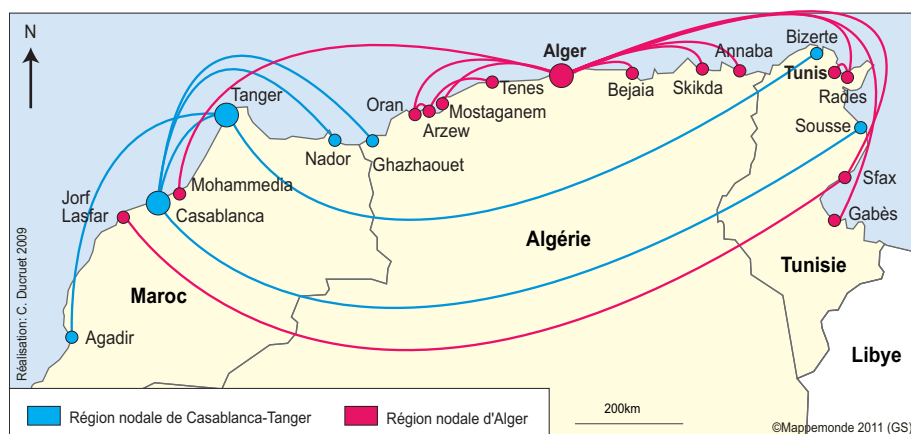 N
Alger
Bizerte
Annaba
Tanger
Tenes
Bejaia
Skikda
Tunis
Rades
Oran
Mostaganem
Arzew
Sousse
Nador
Ghazhaouet
Jorf
Lasfar
Mohammedia
Casablanca
Sfax
Gabès
Algérie
Tunisie
Maroc
Agadir
Libye
Réalisation: C. Ducruet 2009
Région nodale de Casablanca-Tanger
Région nodale d'Alger
200km
©Mappemonde 2011 (GS)